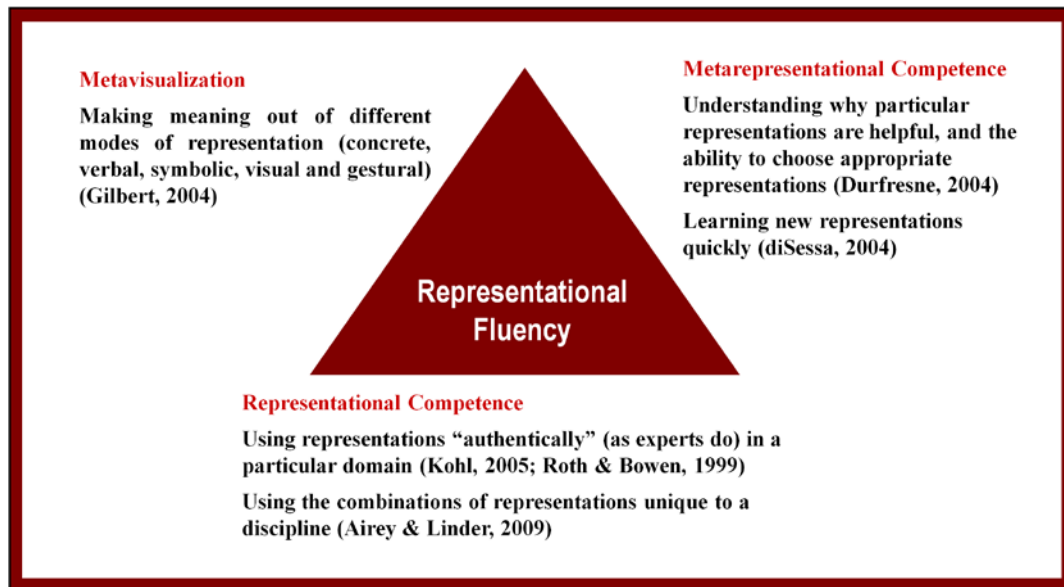 Metavisualization
Making meaning out of different
modes of representation (concrete,
verbal, symbolic, visual and gestural)
(Gilbert, 2004)
Metarepresentational Competence
Understanding why particular
representations are helpful, and the
ability to choose appropriate
representations (Durfresne, 2004)
Learning new representations
quickly (diSessa, 2004)
Representational
Fluency
Representational Competence
Using representations “authentically” (as experts do) in a
particular domain (Kohl, 2005; Roth & Bowen, 1999)
Using the combinations of representations unique to a
discipline (Airey & Linder, 2009)